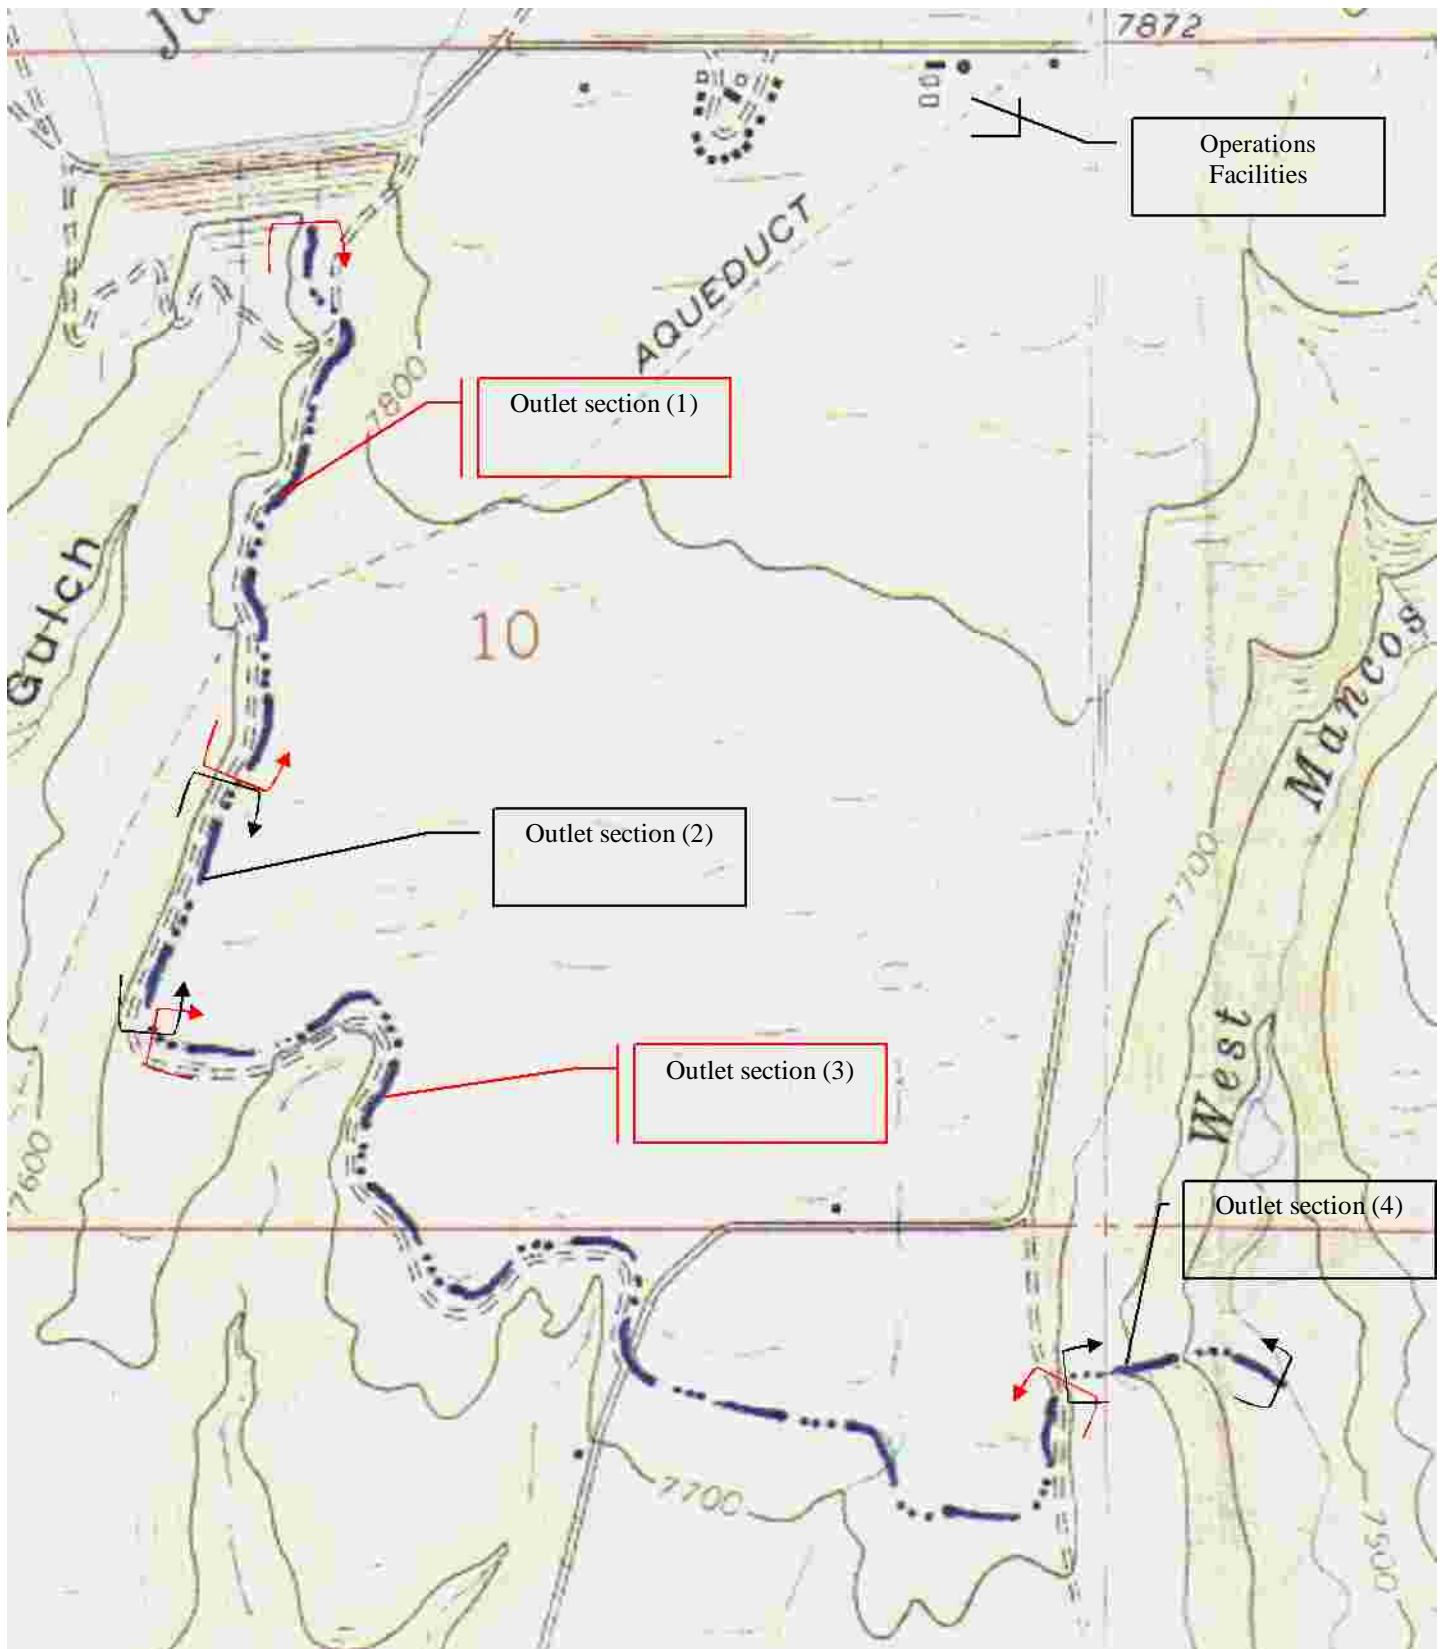 7872
Operations
Facilities
AQUEDUCT
7800
Outlet section (1)
Gulch
10
Mancos
Outlet section (2)
7700
West
Outlet section (3)
7600
Outlet section (4)
7700
7500